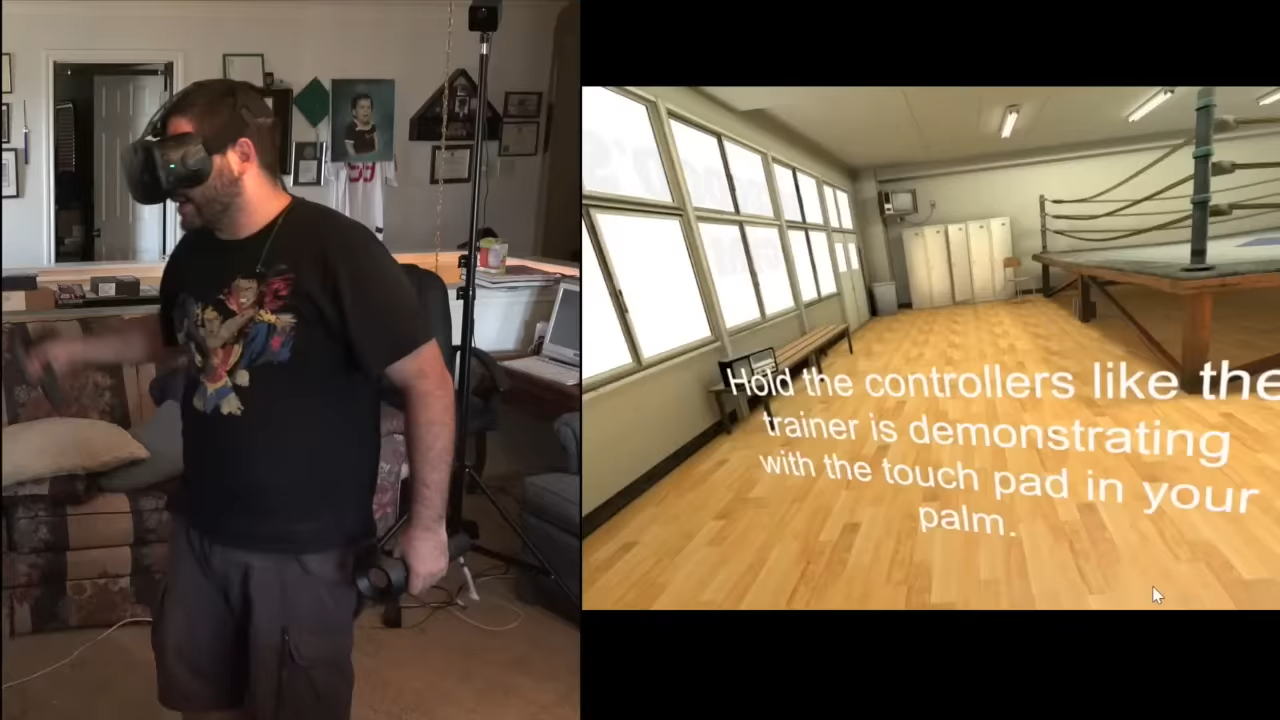 Hold the controllers like the
trainer is demonstrating
with the touch pad in your
palm.